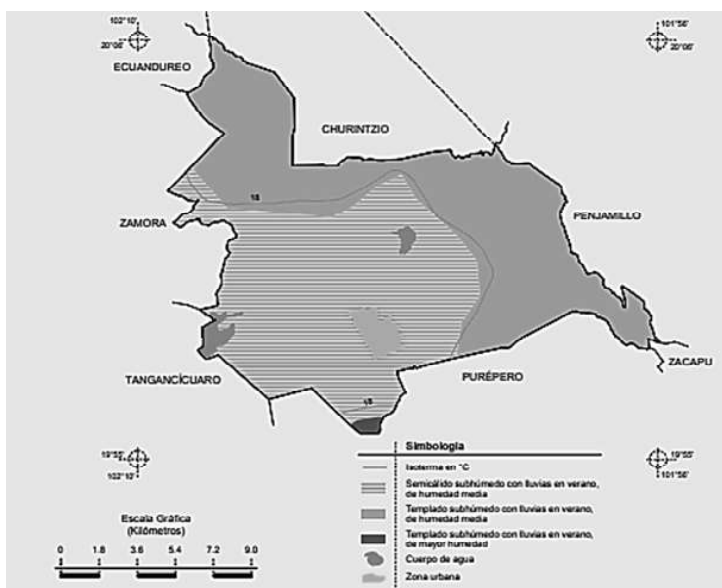 102°10'
20°06'
101°56'
20°06'
ECUANDUREO
CHURINTZIO
PENJAMILLO
ZAMORA
18
TANGANCÍCUARO
PURÉPERO
ZACAPU
18
19°55'
102°10'
19°55'
101°56'
Simbología
Isoterma en °C
Semicálido subhúmedo con lluvias en verano,
de humedad media
Templado subhúmedo con lluvias en verano,
de humedad media
Templado subhúmedo con lluvias en verano,
de mayor humedad
Cuerpo de agua
Zona urbana
Escala Gráfica
(Kilómetros)
0 1.8 3.6 5.4 7.2 9.0